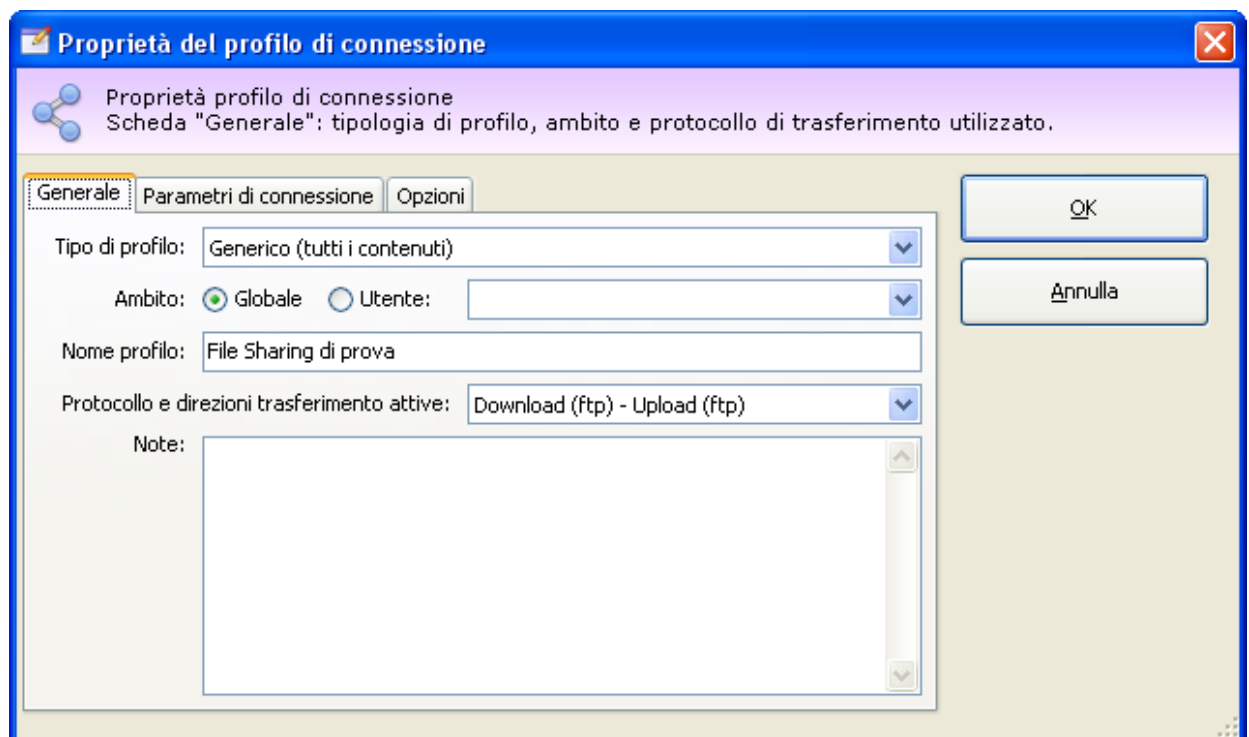 Proprietà del profilo di connessione
Proprietà profilo di connessione
Scheda "Generale": tipologia di profilo, ambito e protocollo di trasferimento utilizzato.
Generale Parametri di connessione Opzioni
OK
Tipo di profilo: Generico (tutti i contenuti)
Annulla
Ambito: Globale Utente:
Nome profilo: File Sharing di prova
Protocollo e direzioni trasferimento attive: Download (ftp) - Upload (ftp)
Note: